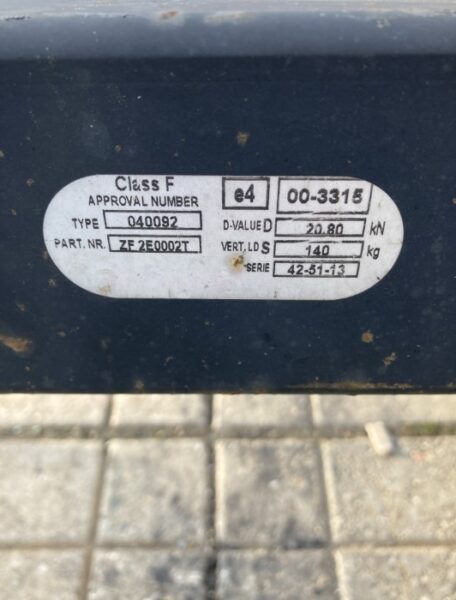 Class F
APPROVAL NUMBER e4 00-3315
TYPE 040092 D-VALUE D 20.80 kN
PART. NR. ZF 2E0002T VERT. LD S 140 kg
SERIE 42-51-13